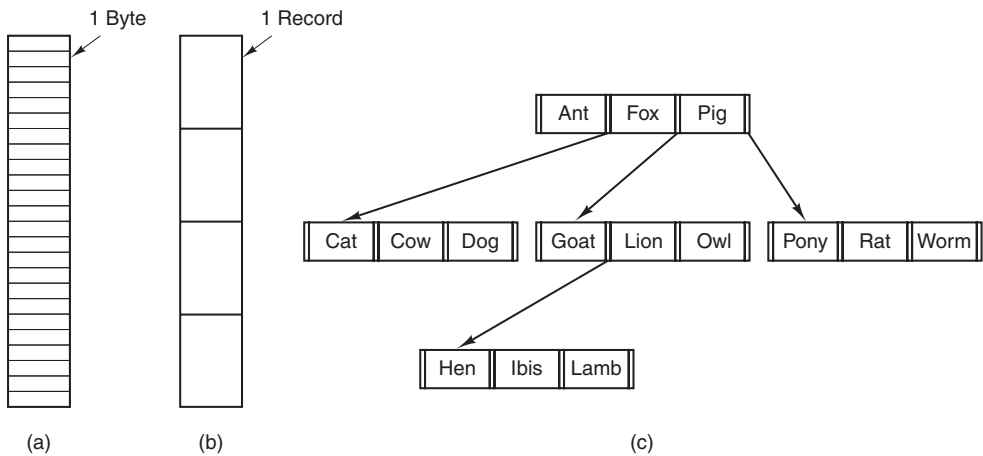 1 Byte
1 Record
Ant Fox Pig
Cat Cow Dog
Goat Lion Owl
Pony Rat Worm
Hen Ibis Lamb
(a)
(b)
(c)